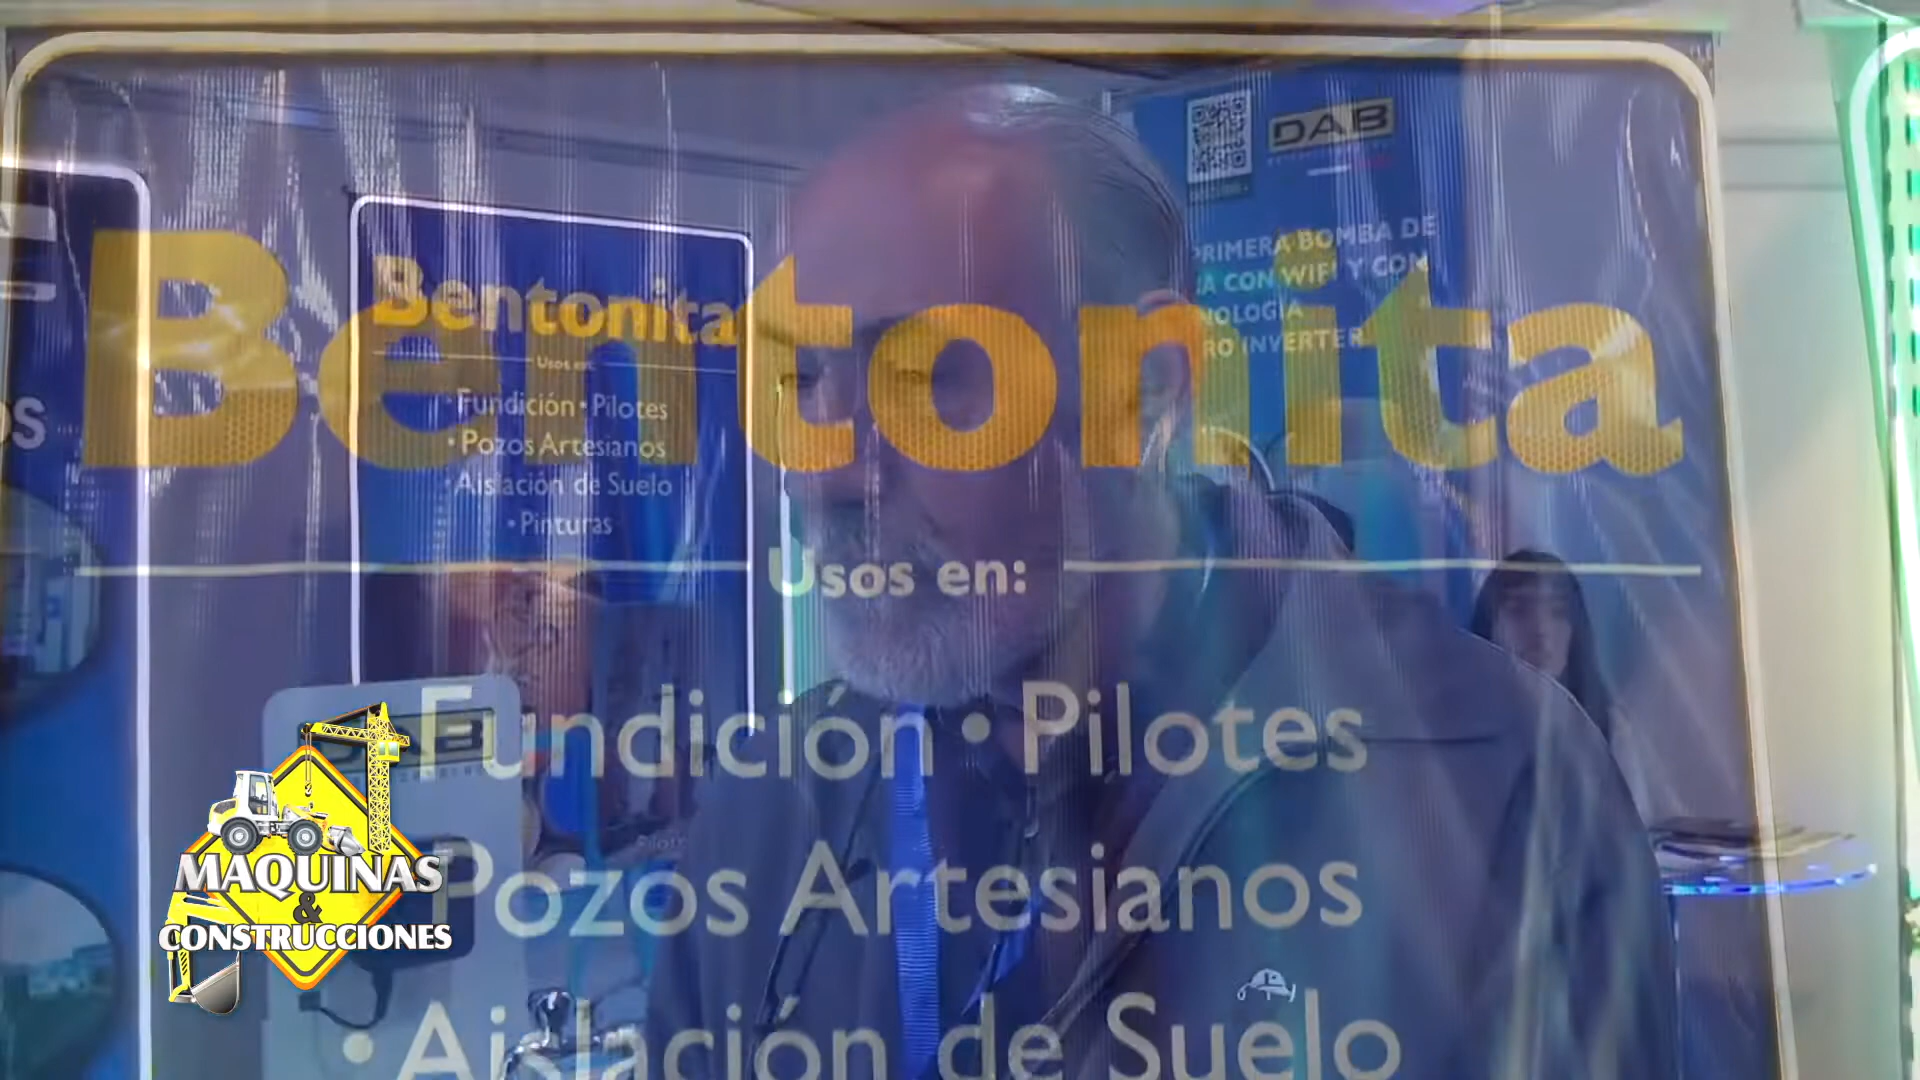 DAB
PRIMERA BOMBA DE
CON WIFI Y CON
RO INVERTER
Bentonita
Usos en:
Fundición • Pilotes
• Pozos Artesianos
• Aislación de Suelo
• Pinturas
Bentonita
Usos en:
Fundición • Pilotes
Pozos Artesianos
• Aislación de Suelo
MAQUINAS
&
CONSTRUCCIONES